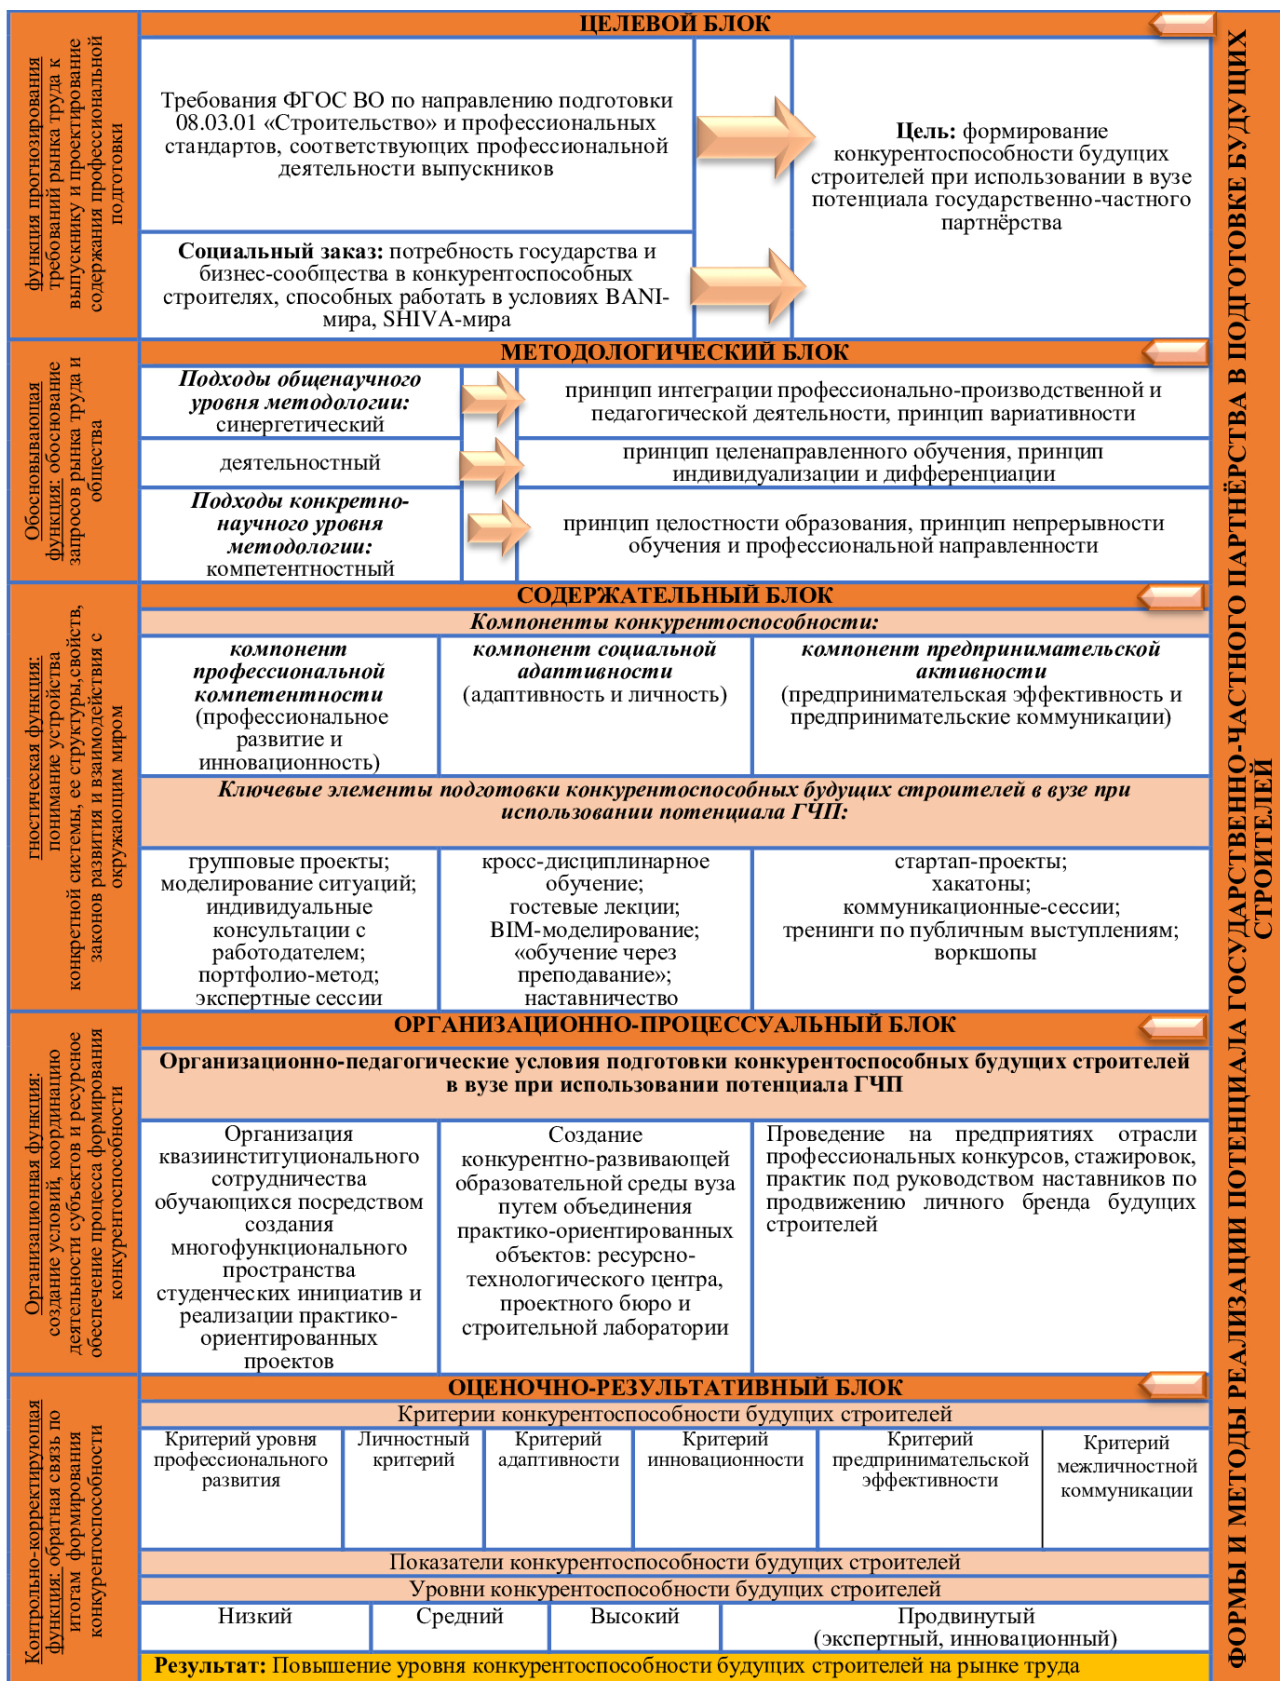 ЦЕЛЕВОЙ БЛОК
функция прогнозирования
требований рынка труда к
выпускнику и проектирование
содержания профессиональной
подготовки
Требования ФГОС ВО по направлению подготовки
08.03.01 «Строительство» и профессиональных
стандартов, соответствующих профессиональной
деятельности выпускников
Социальный заказ: потребность государства и
бизнес-сообщества в конкурентоспособных
строителях, способных работать в условиях BANI-
мира, SHIVA-мира
Цель: формирование
конкурентоспособности будущих
строителей при использовании в вузе
потенциала государственно-частного
партнёрства
МЕТОДОЛОГИЧЕСКИЙ БЛОК
Обосновывающая
функция: обоснование
запросов рынка труда и
общества
Подходы общенаучного
уровня методологии:
синергетический
принцип интеграции профессионально-производственной и
педагогической деятельности, принцип вариативности
деятельностный
принцип целенаправленного обучения, принцип
индивидуализации и дифференциации
Подходы конкретно-
научного уровня
методологии:
компетентностный
принцип целостности образования, принцип непрерывности
обучения и профессиональной направленности
СОДЕРЖАТЕЛЬНЫЙ БЛОК
гностическая функция:
понимание устройства
конкретной системы, ее структуры,свойств,
законов развития и взаимодействия с
окружающим миром
Компоненты конкурентоспособности:
компонент
профессиональной
компетентности
(профессиональное
развитие и
инновационность)
компонент социальной
адаптивности
(адаптивность и личность)
компонент предпринимательской
активности
(предпринимательская эффективность и
предпринимательские коммуникации)
Ключевые элементы подготовки конкурентоспособных будущих строителей в вузе при
использовании потенциала ГЧП:
групповые проекты;
моделирование ситуаций;
индивидуальные
консультации с
работодателем;
портфолио-метод;
экспертные сессии
кросс-дисциплинарное
обучение;
гостевые лекции;
BIM-моделирование;
«обучение через
преподавание»;
наставничество
стартап-проекты;
хакатоны;
коммуникационные-сессии;
тренинги по публичным выступлениям;
воркшопы
ОРГАНИЗАЦИОННО-ПРОЦЕССУАЛЬНЫЙ БЛОК
Организационная функция:
создание условий, координацию
деятельности субъектов и ресурсное
обеспечение процесса формирования
конкурентоспособности
Организационно-педагогические условия подготовки конкурентоспособных будущих строителей
в вузе при использовании потенциала ГЧП
Организация
квазиинституционального
сотрудничества
обучающихся посредством
создания
многофункционального
пространства
студенческих инициатив и
реализации практико-
ориентированных
проектов
Создание
конкурентно-развивающей
образовательной среды вуза
путем объединения
практико-ориентированных
объектов: ресурсно-
технологического центра,
проектного бюро и
строительной лаборатории
Проведение на предприятиях отрасли
профессиональных конкурсов, стажировок,
практик под руководством наставников по
продвижению личного бренда будущих
строителей
ОЦЕНОЧНО-РЕЗУЛЬТАТИВНЫЙ БЛОК
Контрольно-корректирующая
функция: обратная связь по
итогам формирования
конкурентоспособности
Критерии конкурентоспособности будущих строителей
Критерий уровня
профессионального
развития
Личностный
критерий
Критерий
адаптивности
Критерий
инновационности
Критерий
предпринимательской
эффективности
Критерий
межличностной
коммуникации
Показатели конкурентоспособности будущих строителей
Уровни конкурентоспособности будущих строителей
Низкий
Средний
Высокий
Продвинутый
(экспертный, инновационный)
Результат: Повышение уровня конкурентоспособности будущих строителей на рынке труда
ФОРМЫ И МЕТОДЫ РЕАЛИЗАЦИИ ПОТЕНЦИАЛА ГОСУДАРСТВЕННО-ЧАСТНОГО ПАРТНЁРСТВА В ПОДГОТОВКЕ БУДУЩИХ
СТРОИТЕЛЕЙ